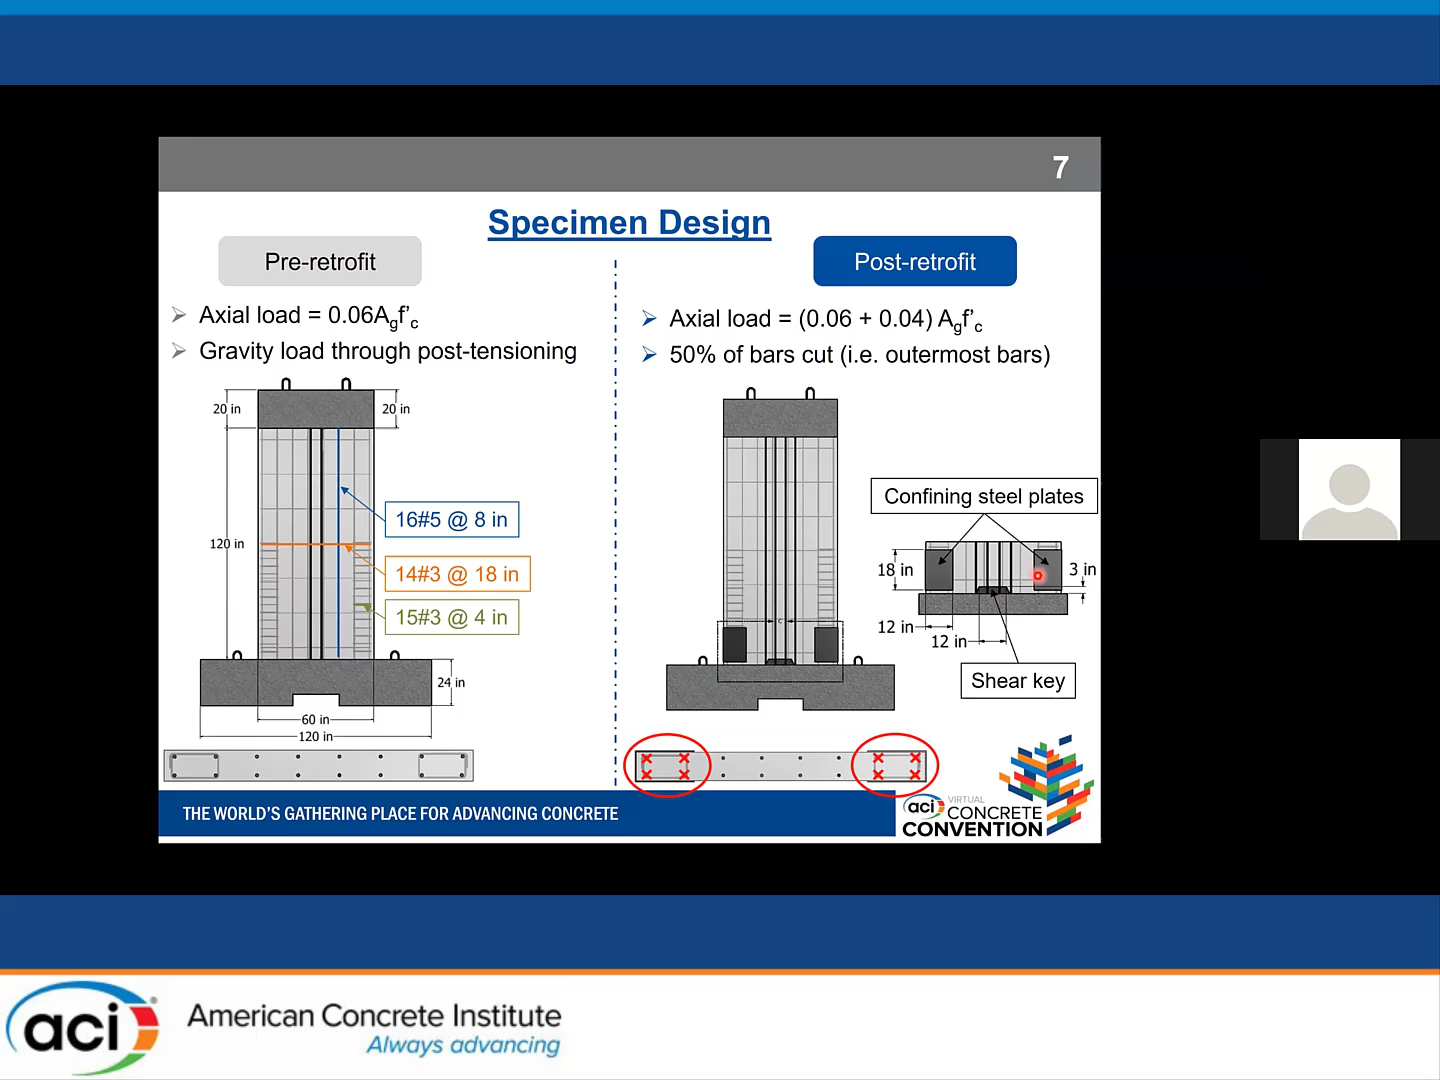 7
Specimen Design
Pre-retrofit
Axial load = 0.06Agf'c
Gravity load through post-tensioning
20 in
20 in
120 in
16#5 @ 8 in
14#3 @ 18 in
15#3 @ 4 in
24 in
60 in
120 in
Post-retrofit
Axial load = (0.06 + 0.04) Agf'c
50% of bars cut (i.e. outermost bars)
c
Confining steel plates
18 in
3 in
12 in
12 in
Shear key
THE WORLD'S GATHERING PLACE FOR ADVANCING CONCRETE
aci VIRTUAL
CONCRETE
CONVENTION
aci
American Concrete Institute
Always advancing